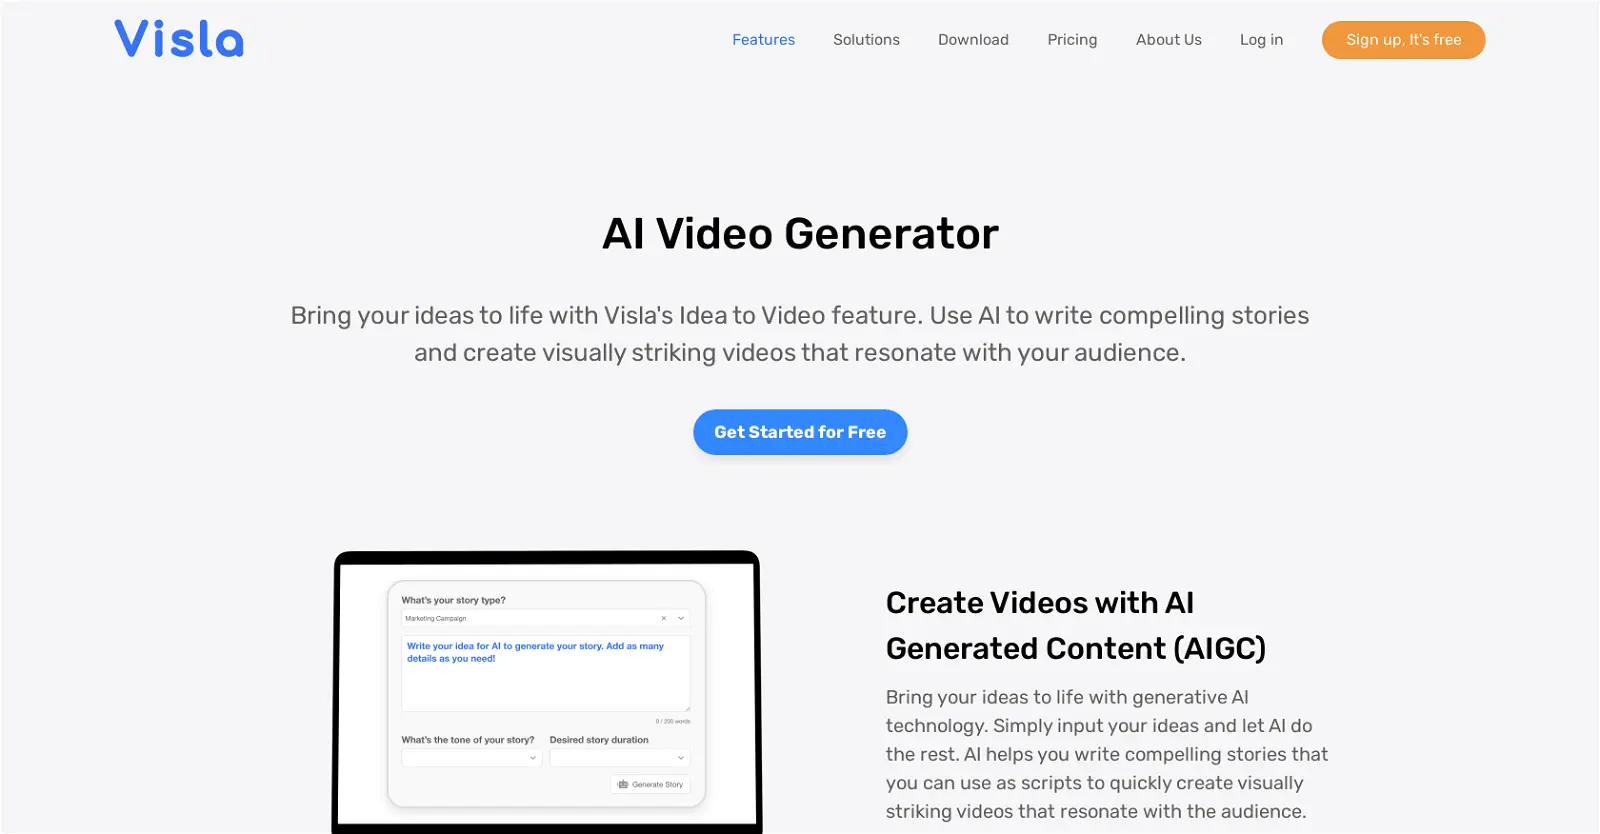 Visla
Features
Solutions
Download
Pricing
About Us
Log in
Sign up, It's free
AI Video Generator
Bring your ideas to life with Visla's Idea to Video feature. Use AI to write compelling stories
and create visually striking videos that resonate with your audience.
Get Started for Free
What's your story type?
Marketing Campaign
Write your idea for AI to generate your story. Add as many
details as you need!
0 / 200 words
What's the tone of your story?
Desired story duration
Generate Story
Create Videos with AI
Generated Content (AIGC)
Bring your ideas to life with generative AI
technology. Simply input your ideas and let AI do
the rest. AI helps you write compelling stories that
you can use as scripts to quickly create visually
striking videos that resonate with the audience.